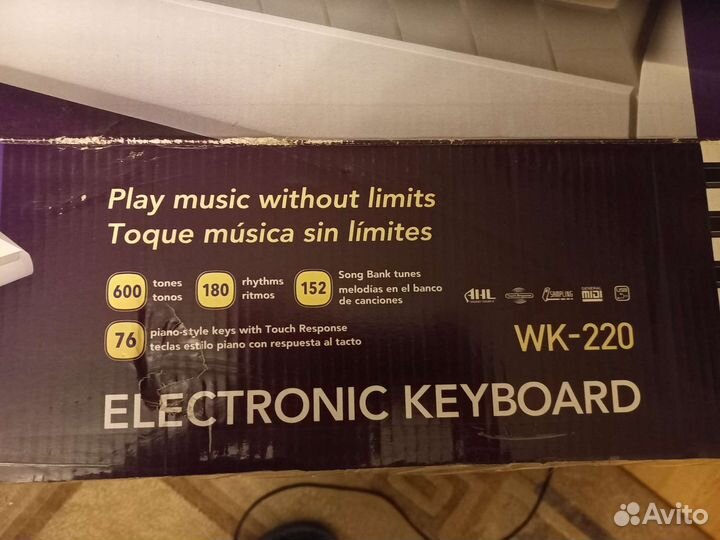 Play music without limits
Toque música sin límites
600 tones tonos
180 rhythms ritmos
152 Song Bank tunes melodías en el banco de canciones
AHL
SAMPLING
GENERAL MIDI
76 piano-style keys with Touch Response
teclas estilo piano con respuesta al tacto
WK-220
ELECTRONIC KEYBOARD
Avito